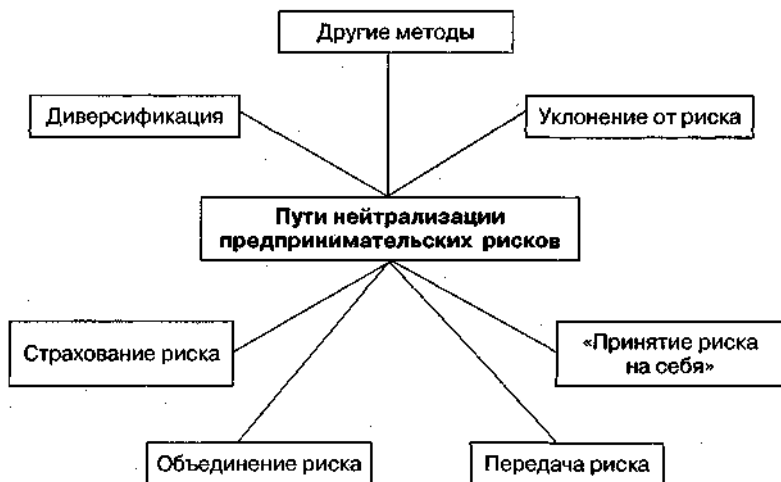 Другие методы
Диверсификация
Уклонение от риска
Пути нейтрализации
предпринимательских рисков
Страхование риска
«Принятие риска
на себя»
Объединение риска
Передача риска